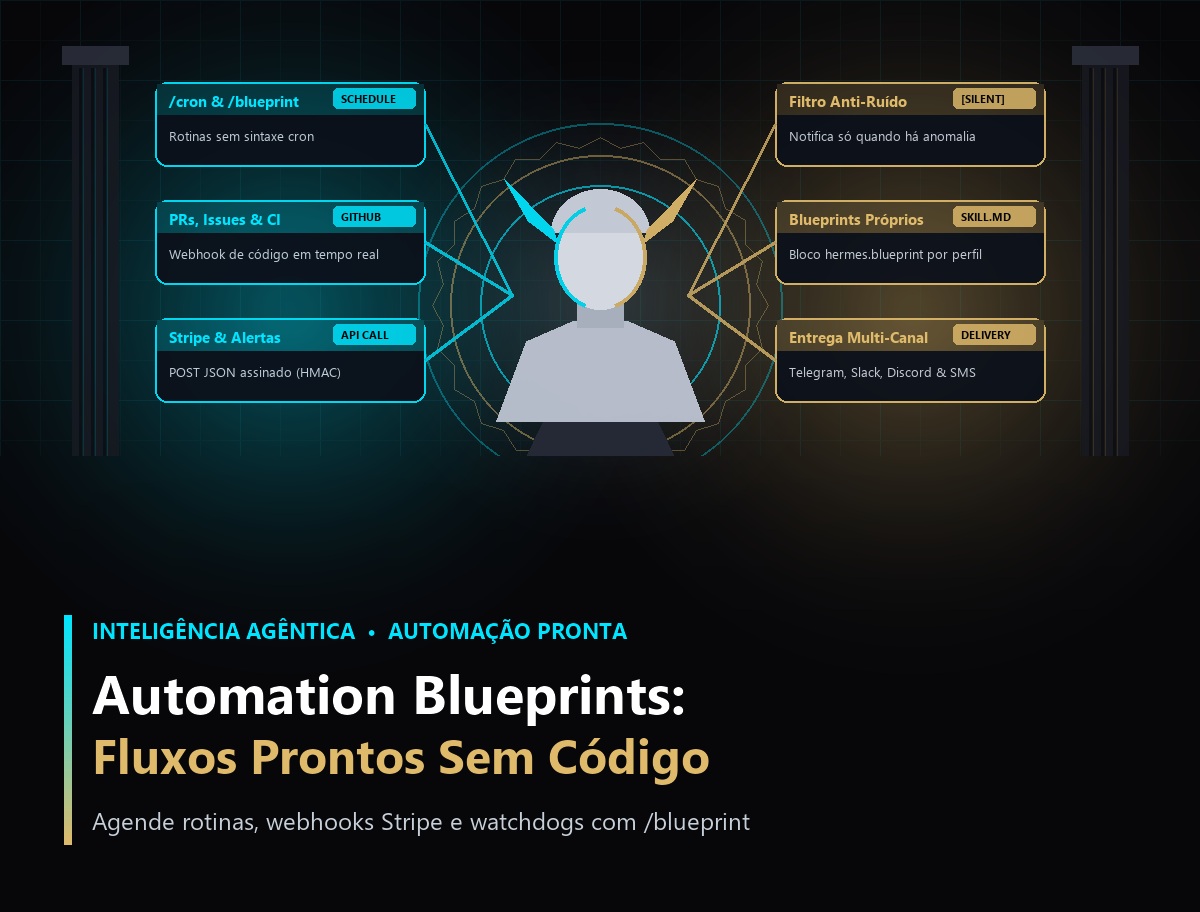 /cron & /blueprint
SCHEDULE
Rotinas sem sintaxe cron
PRs, Issues & CI
GITHUB
Webhook de código em tempo real
Stripe & Alertas
API CALL
POST JSON assinado (HMAC)
Filtro Anti-Ruído
[SILENT]
Notifica só quando há anomalia
Blueprints Próprios
SKILL.MD
Bloco hermes.blueprint por perfil
Entrega Multi-Canal
DELIVERY
Telegram, Slack, Discord & SMS
INTELIGÊNCIA AGÊNTICA • AUTOMAÇÃO PRONTA
Automation Blueprints:
Fluxos Prontos Sem Código
Agende rotinas, webhooks Stripe e watchdogs com /blueprint